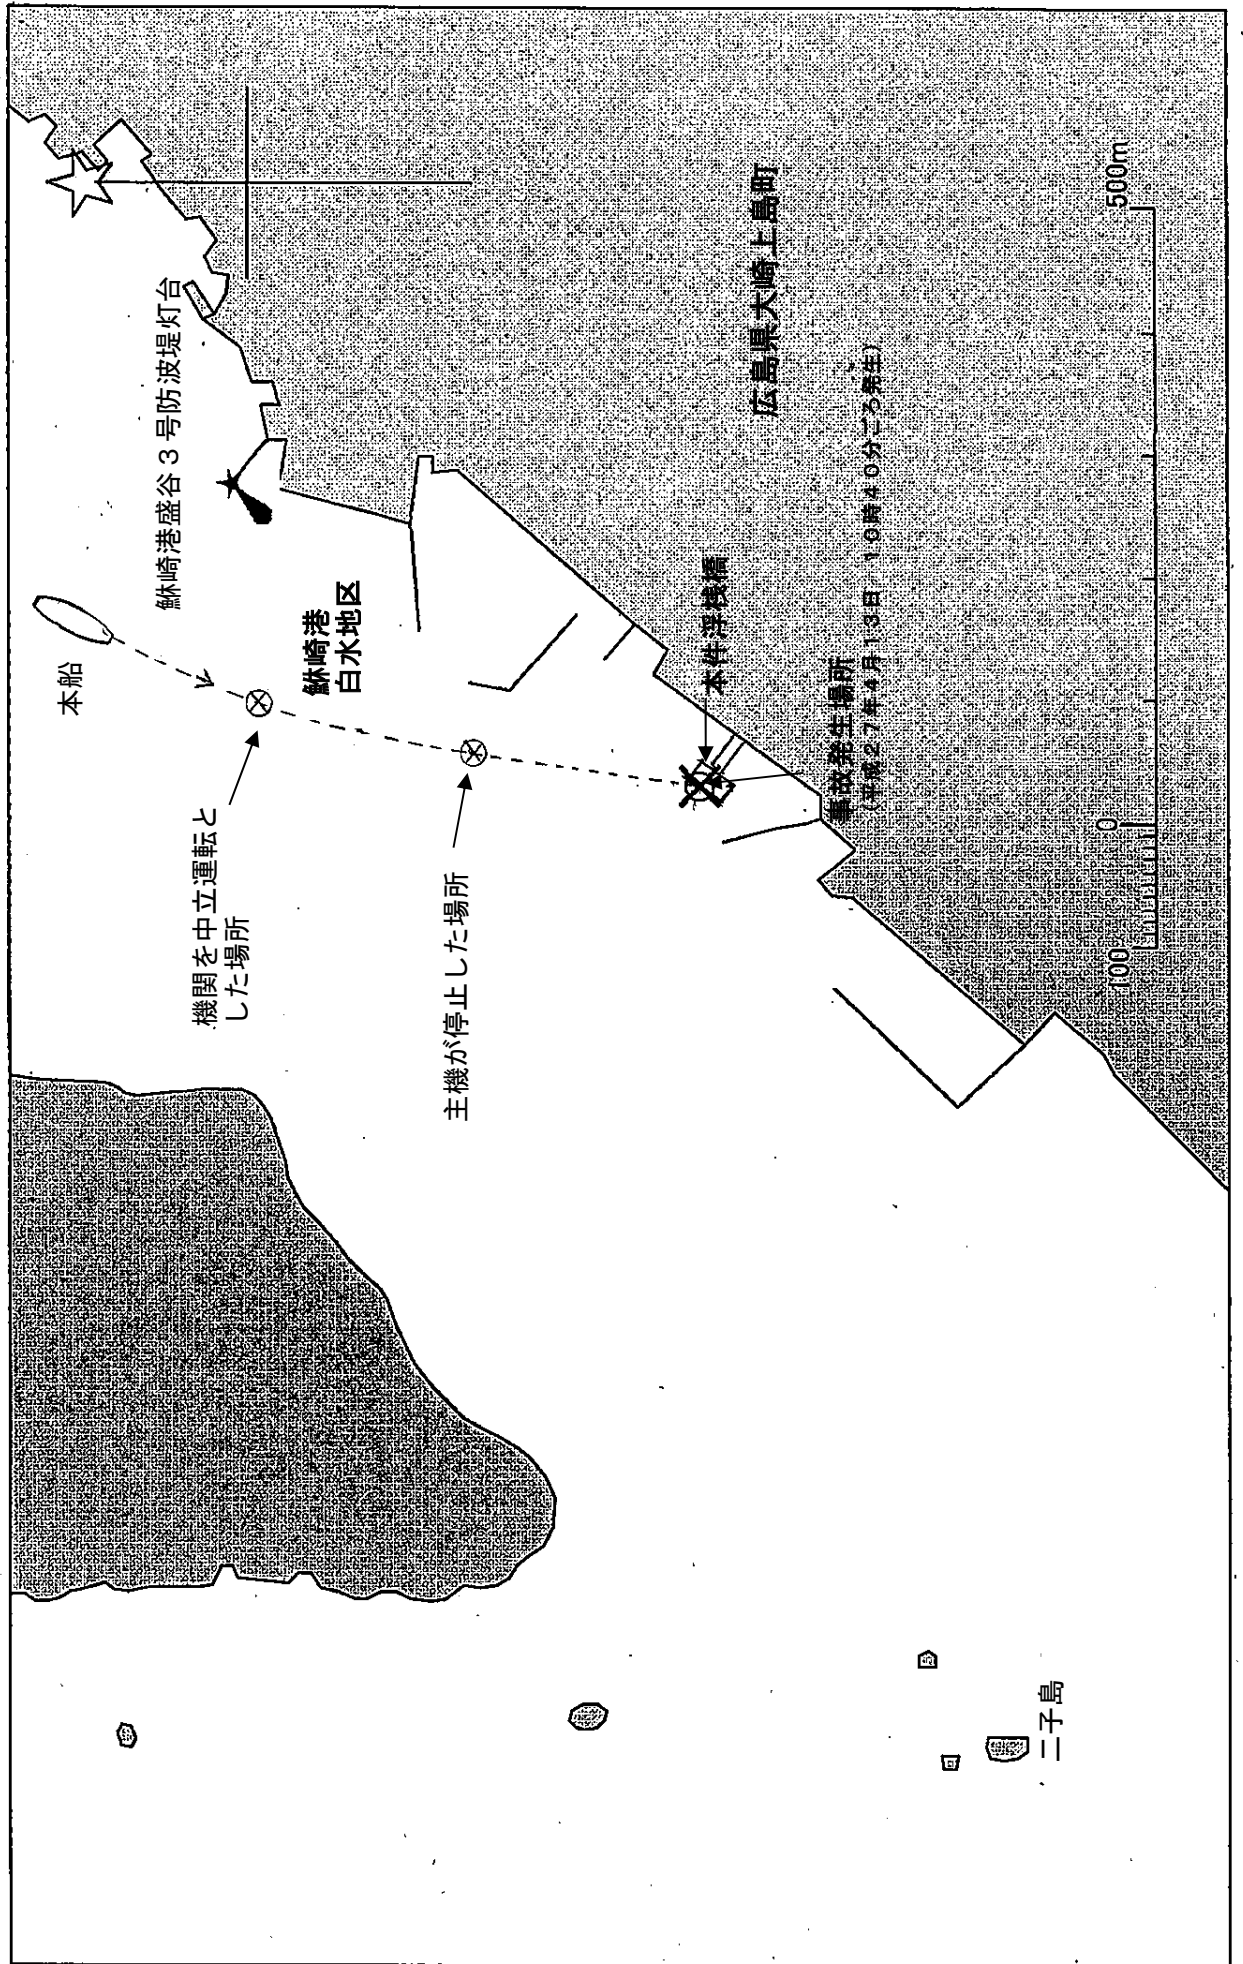 本船
鮴崎港盛谷3号防波堤灯台
機関を中立運転と
した場所
鮴崎港
白水地区
主機が停止した場所
本件浮桟橋
広島県大崎上島町
事故発生場所
(平成27年4月13日 10時40分ごろ発生)
二子島
100
0
500m